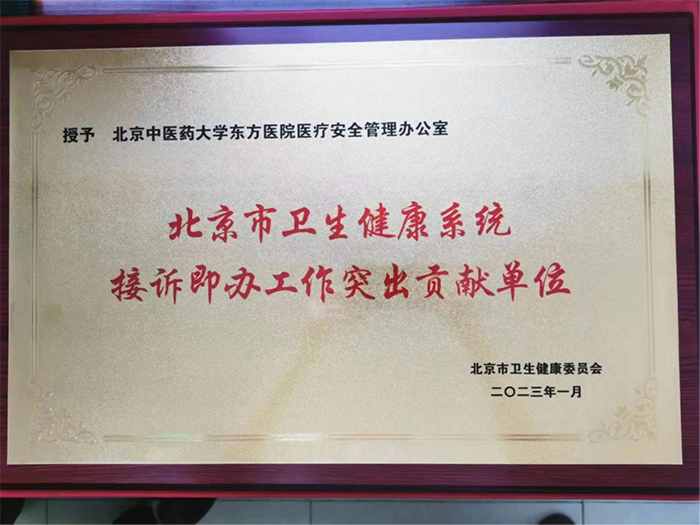 授予 北京中医药大学东方医院医疗安全管理办公室
北京市卫生健康系统
接诉即办工作突出贡献单位
北京市卫生健康委员会
二〇二三年一月